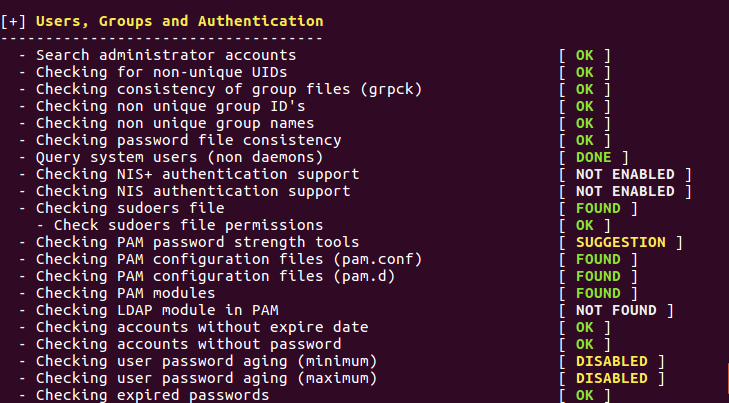 [+] Users, Groups and Authentication
------------------------------------
- Search administrator accounts [ OK ]
- Checking for non-unique UIDs [ OK ]
- Checking consistency of group files (grpck) [ OK ]
- Checking non unique group ID's [ OK ]
- Checking non unique group names [ OK ]
- Checking password file consistency [ OK ]
- Query system users (non daemons) [ DONE ]
- Checking NIS+ authentication support [ NOT ENABLED ]
- Checking NIS authentication support [ NOT ENABLED ]
- Checking sudoers file [ FOUND ]
- Check sudoers file permissions [ OK ]
- Checking PAM password strength tools [ SUGGESTION ]
- Checking PAM configuration files (pam.conf) [ FOUND ]
- Checking PAM configuration files (pam.d) [ FOUND ]
- Checking PAM modules [ FOUND ]
- Checking LDAP module in PAM [ NOT FOUND ]
- Checking accounts without expire date [ OK ]
- Checking accounts without password [ OK ]
- Checking user password aging (minimum) [ DISABLED ]
- Checking user password aging (maximum) [ DISABLED ]
- Checking expired passwords [ OK ]